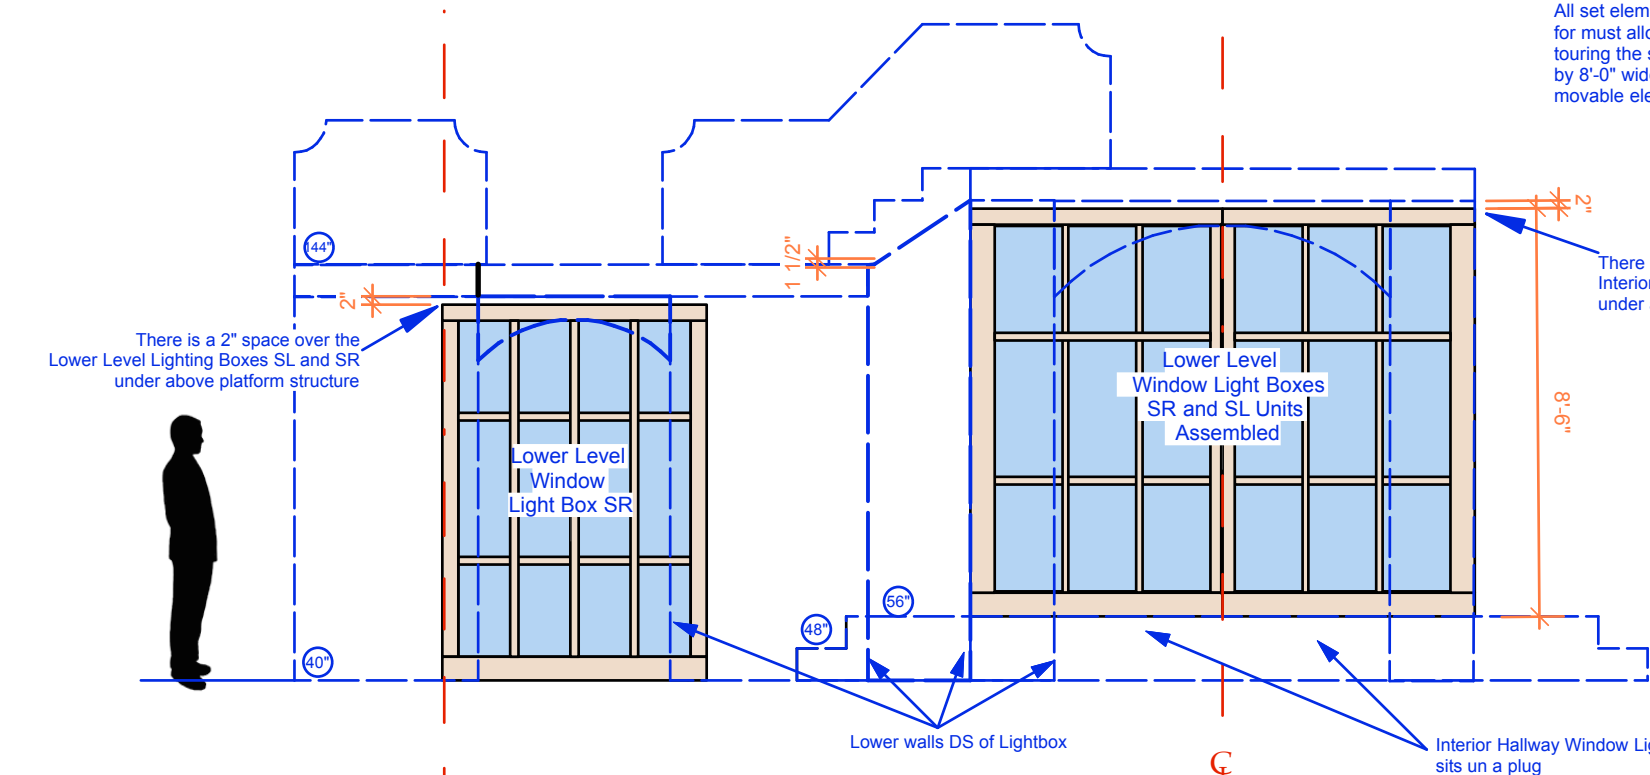 All set elem
for must allo
touring the s
by 8'-0" wide
movable ele
144"
1 1/2"
2"
2"
There is a 2" space over the
Lower Level Lighting Boxes SL and SR
under above platform structure
There
Interior
under
Lower Level
Window Light Boxes
SR and SL Units
Assembled
8'-6"
Lower Level
Window
Light Box SR
56"
48"
40"
Lower walls DS of Lightbox
Interior Hallway Window Lig
sits un a plug